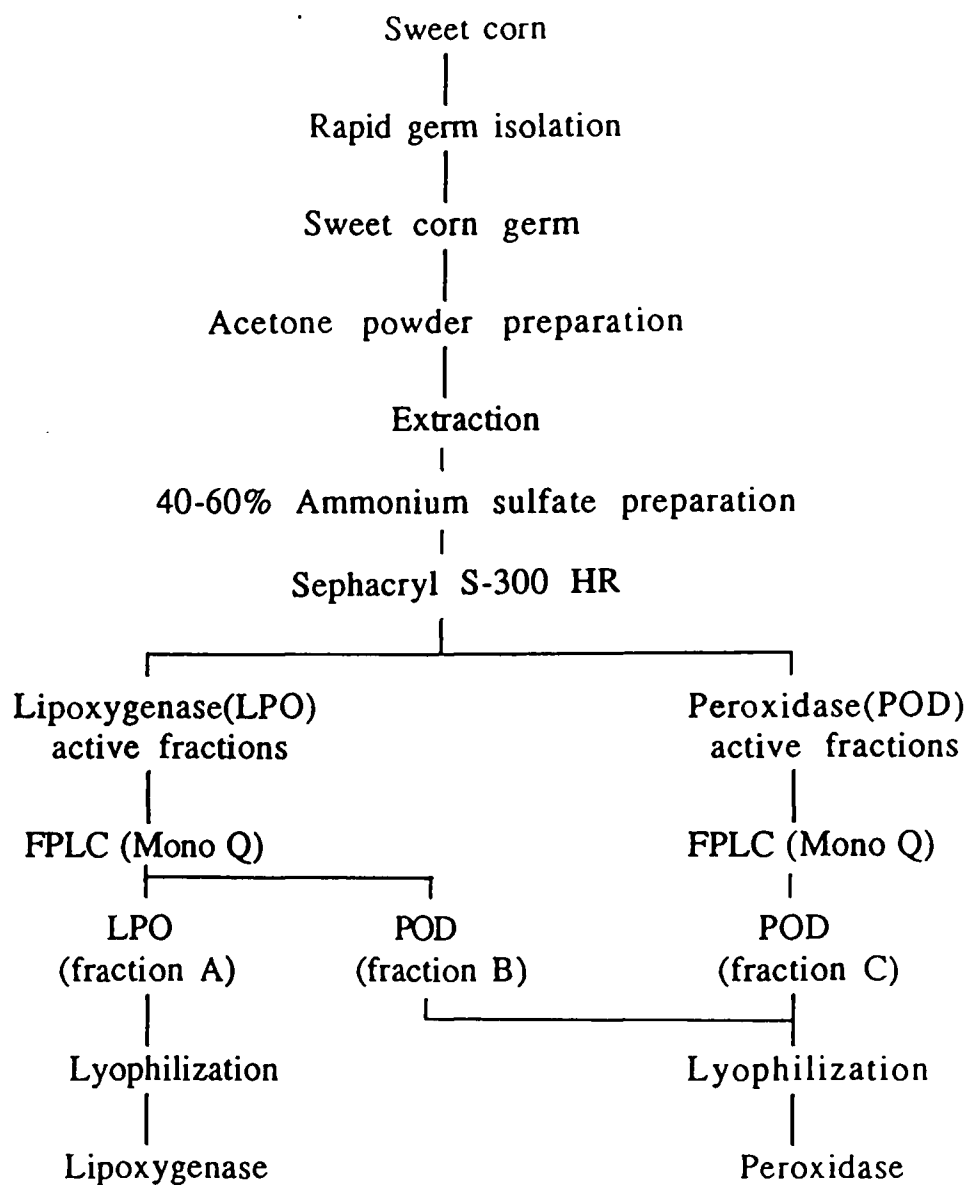 Sweet corn
Rapid germ isolation
Sweet corn germ
Acetone powder preparation
Extraction
40-60% Ammonium sulfate preparation
Sephacryl S-300 HR
Lipoxygenase(LPO)
active fractions
Peroxidase(POD)
active fractions
FPLC (Mono Q)
FPLC (Mono Q)
LPO
(fraction A)
POD
(fraction B)
POD
(fraction C)
Lyophilization
Lyophilization
Lipoxygenase
Peroxidase